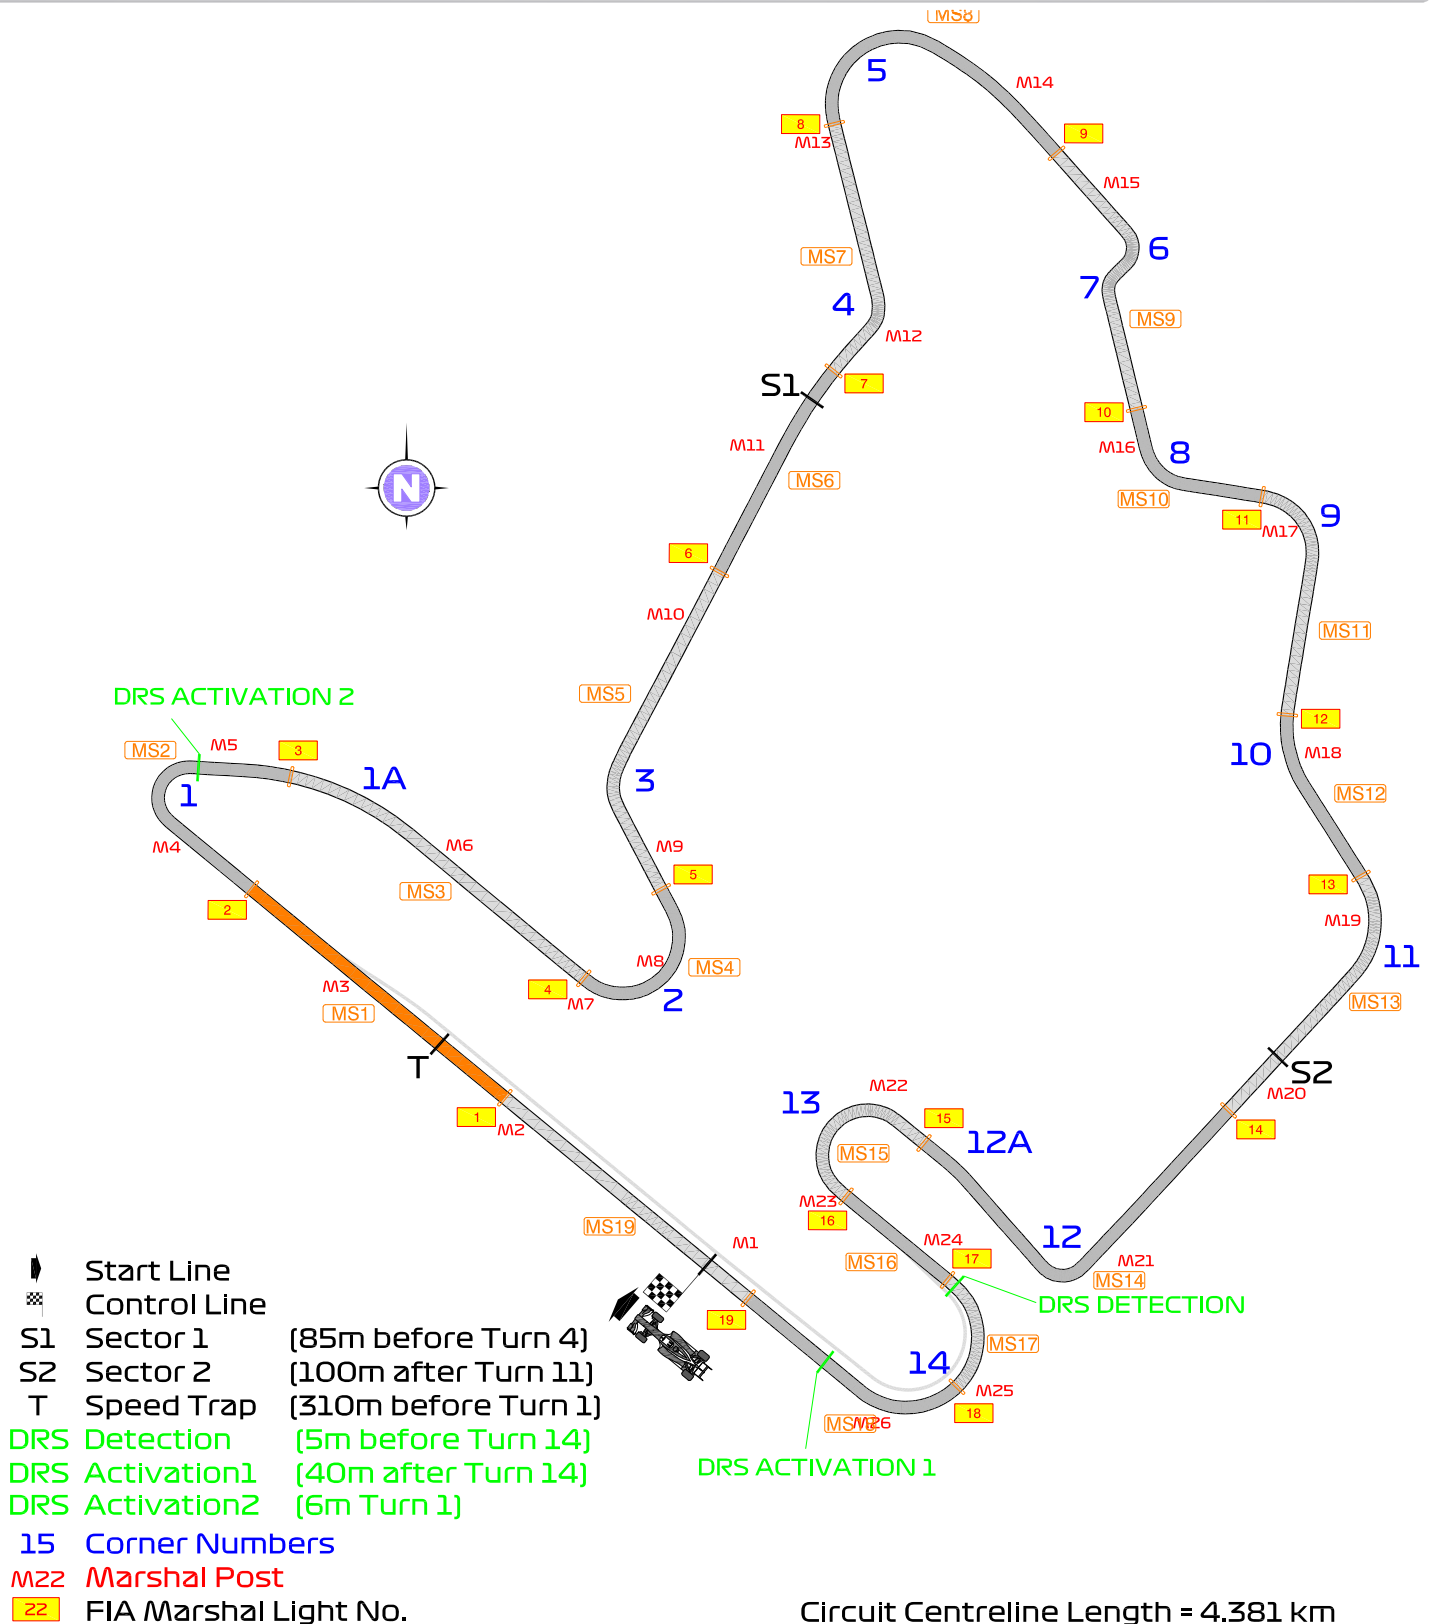 MS8
5
M14
8
9
M13
M15
6
MS7
7
4
MS9
M12
S1
7
10
M11
M16
8
MS6
MS10
N
11
9
M17
6
M10
MS11
MS5
DRS ACTIVATION 2
12
MS2
M5
3
10
M18
1A
3
1
MS12
M4
M6
M9
5
13
MS3
2
M19
M8
MS4
11
M3
4
M7
2
MS1
MS13
T
S2
M22
M20
13
1
15
14
M2
12A
MS15
M23
16
MS19
M24
12
M1
MS16
17
M21
MS14
DRS DETECTION
19
MS17
14
M25
18
M26
DRS ACTIVATION 1
Start Line
Control Line
S1 Sector 1 (85m before Turn 4)
S2 Sector 2 (100m after Turn 11)
T Speed Trap (310m before Turn 1)
DRS Detection (5m before Turn 14)
DRS Activation1 (40m after Turn 14)
DRS Activation2 (6m Turn 1)
15 Corner Numbers
M22 Marshal Post
22 FIA Marshal Light No.
Circuit Centreline Length = 4.381 km